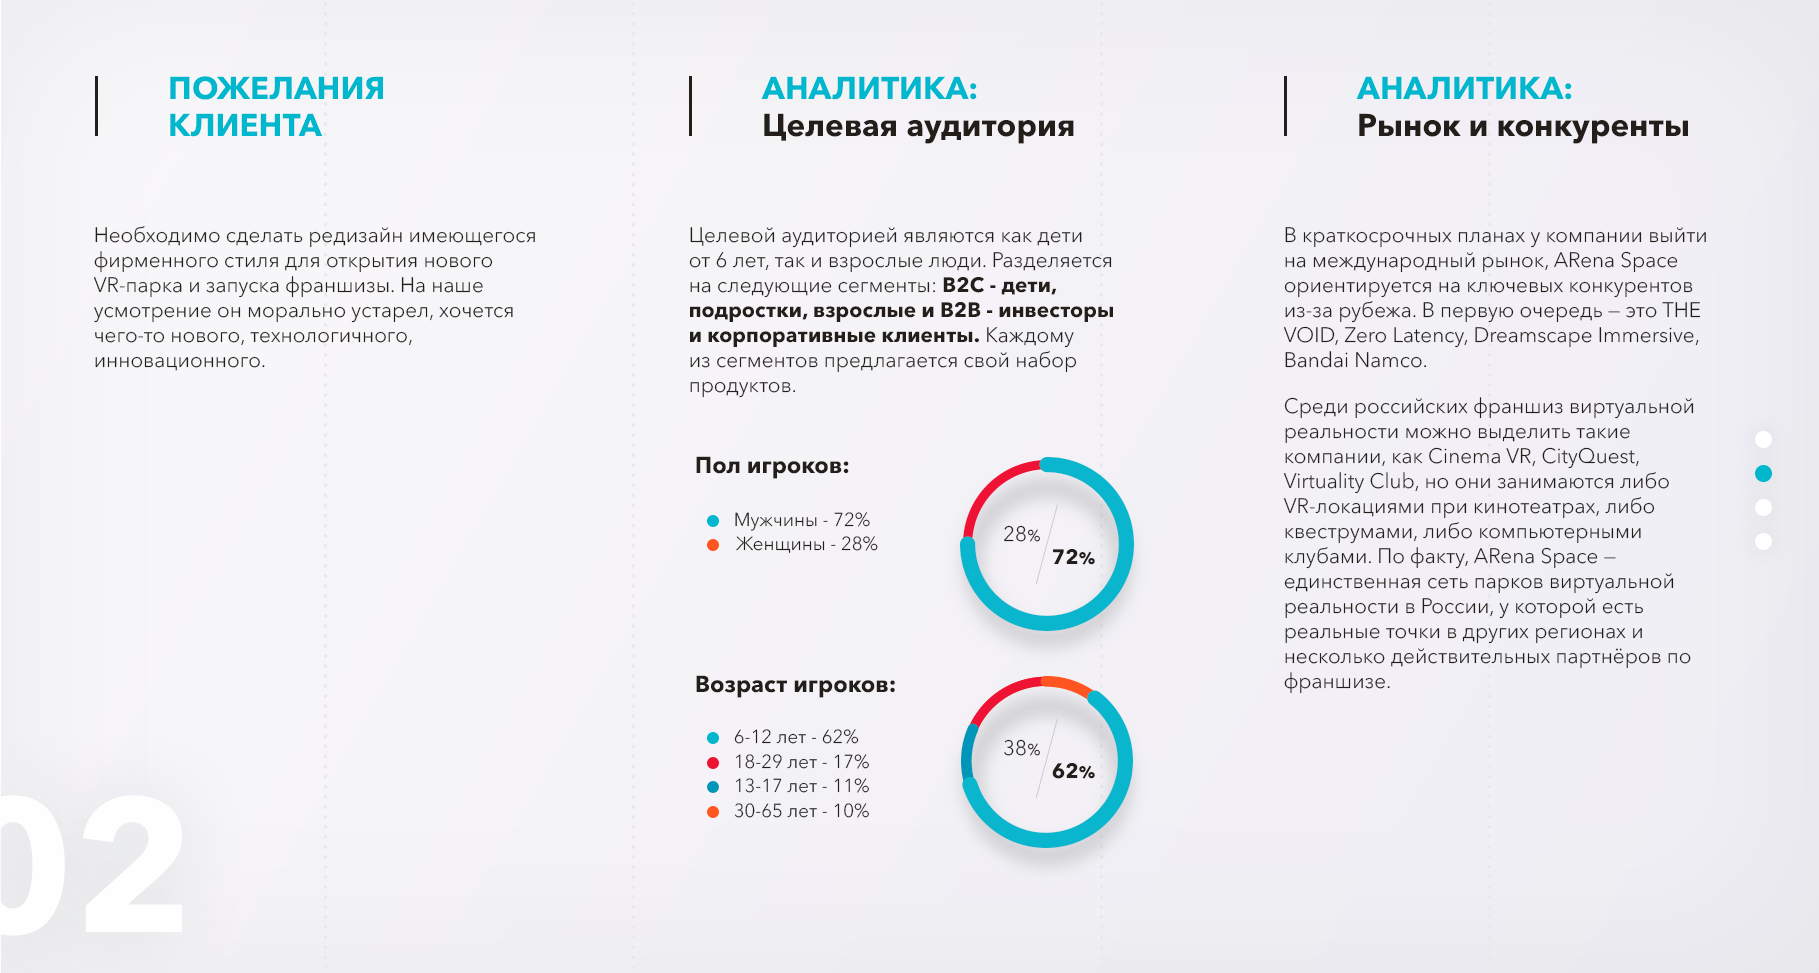 ПОЖЕЛАНИЯ
КЛИЕНТА
Необходимо сделать редизайн имеющегося
фирменного стиля для открытия нового
VR-парка и запуска франшизы. На наше
усмотрение он морально устарел, хочется
чего-то нового, технологичного,
инновационного.
АНАЛИТИКА:
Целевая аудитория
Целевой аудиторией являются как дети
от 6 лет, так и взрослые люди. Разделяется
на следующие сегменты: B2C - дети,
подростки, взрослые и B2B - инвесторы
и корпоративные клиенты. Каждому
из сегментов предлагается свой набор
продуктов.
Пол игроков:
Мужчины - 72%
Женщины - 28%
28%
72%
Возраст игроков:
6-12 лет - 62%
18-29 лет - 17%
13-17 лет - 11%
30-65 лет - 10%
38%
62%
АНАЛИТИКА:
Рынок и конкуренты
В краткосрочных планах у компании выйти
на международный рынок, ARena Space
ориентируется на ключевых конкурентов
из-за рубежа. В первую очередь — это THE
VOID, Zero Latency, Dreamscape Immersive,
Bandai Namco.
Среди российских франшиз виртуальной
реальности можно выделить такие
компании, как Cinema VR, CityQuest,
Virtuality Club, но они занимаются либо
VR-локациями при кинотеатрах, либо
квеструмами, либо компьютерными
клубами. По факту, ARena Space —
единственная сеть парков виртуальной
реальности в России, у которой есть
реальные точки в других регионах и
несколько действительных партнёров по
франшизе.
02